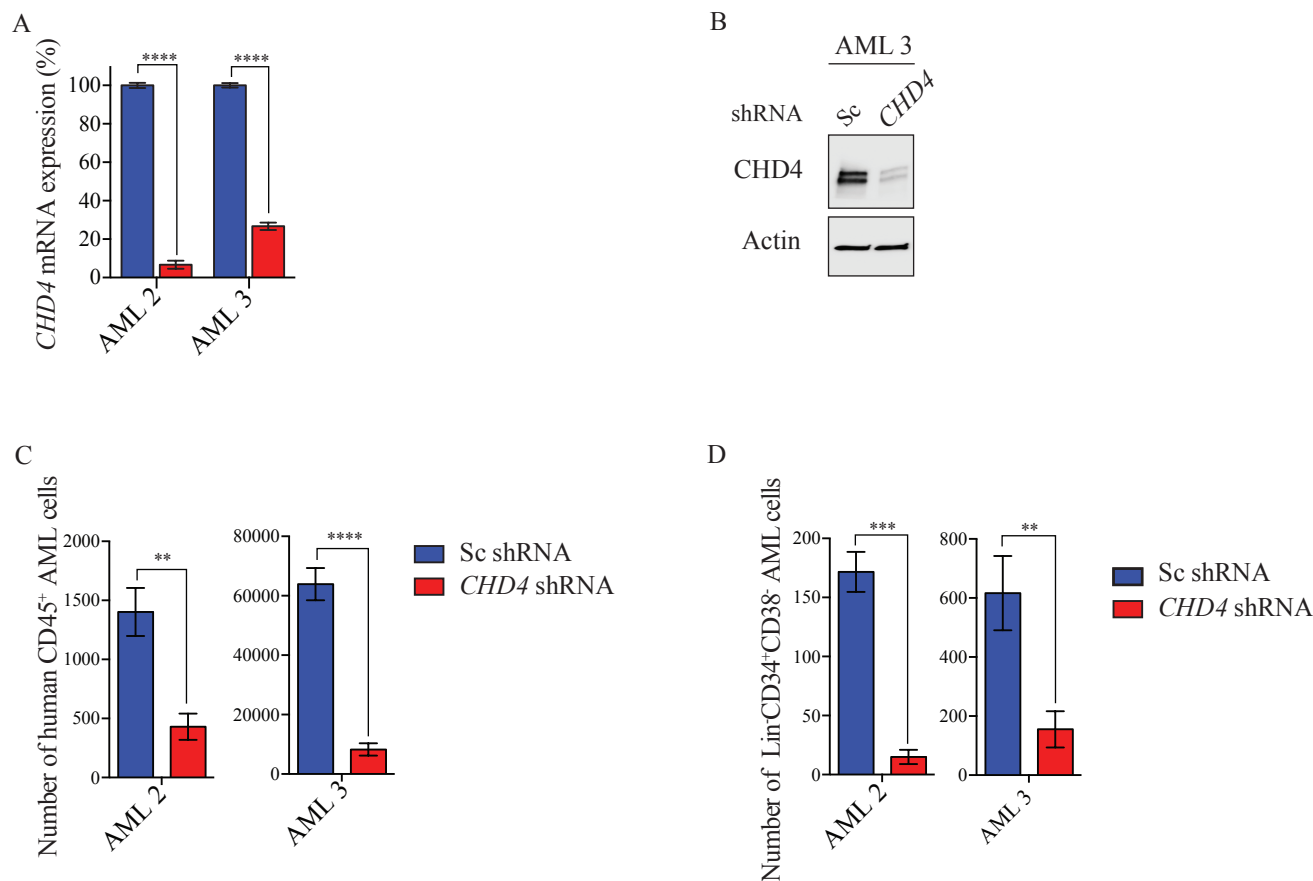 A
CHD4 mRNA expression (%)
100
80
60
40
20
0
****
****
AML 2
AML 3
B
AML 3
shRNA
Sc
CHD4
CHD4
Actin
C
Number of human CD45+ AML cells
2000
1500
1000
500
0
**
AML 2
80000
60000
40000
20000
0
****
AML 3
Sc shRNA
CHD4 shRNA
D
Number of Lin-CD34+CD38- AML cells
200
150
100
50
0
***
AML 2
800
600
400
200
0
**
AML 3
Sc shRNA
CHD4 shRNA